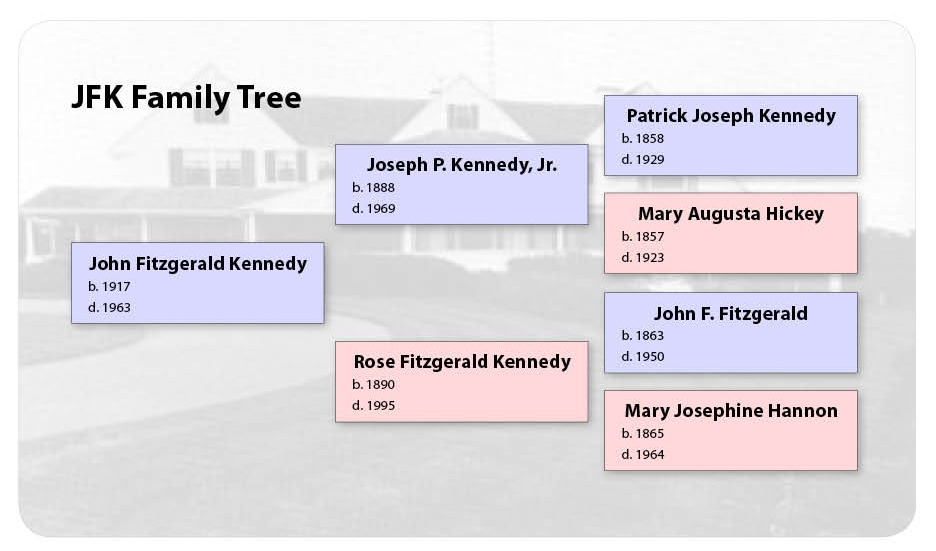 JFK Family Tree
John Fitzgerald Kennedy
b. 1917
d. 1963
Joseph P. Kennedy, Jr.
b. 1888
d. 1969
Rose Fitzgerald Kennedy
b. 1890
d. 1995
Patrick Joseph Kennedy
b. 1858
d. 1929
Mary Augusta Hickey
b. 1857
d. 1923
John F. Fitzgerald
b. 1863
d. 1950
Mary Josephine Hannon
b. 1865
d. 1964